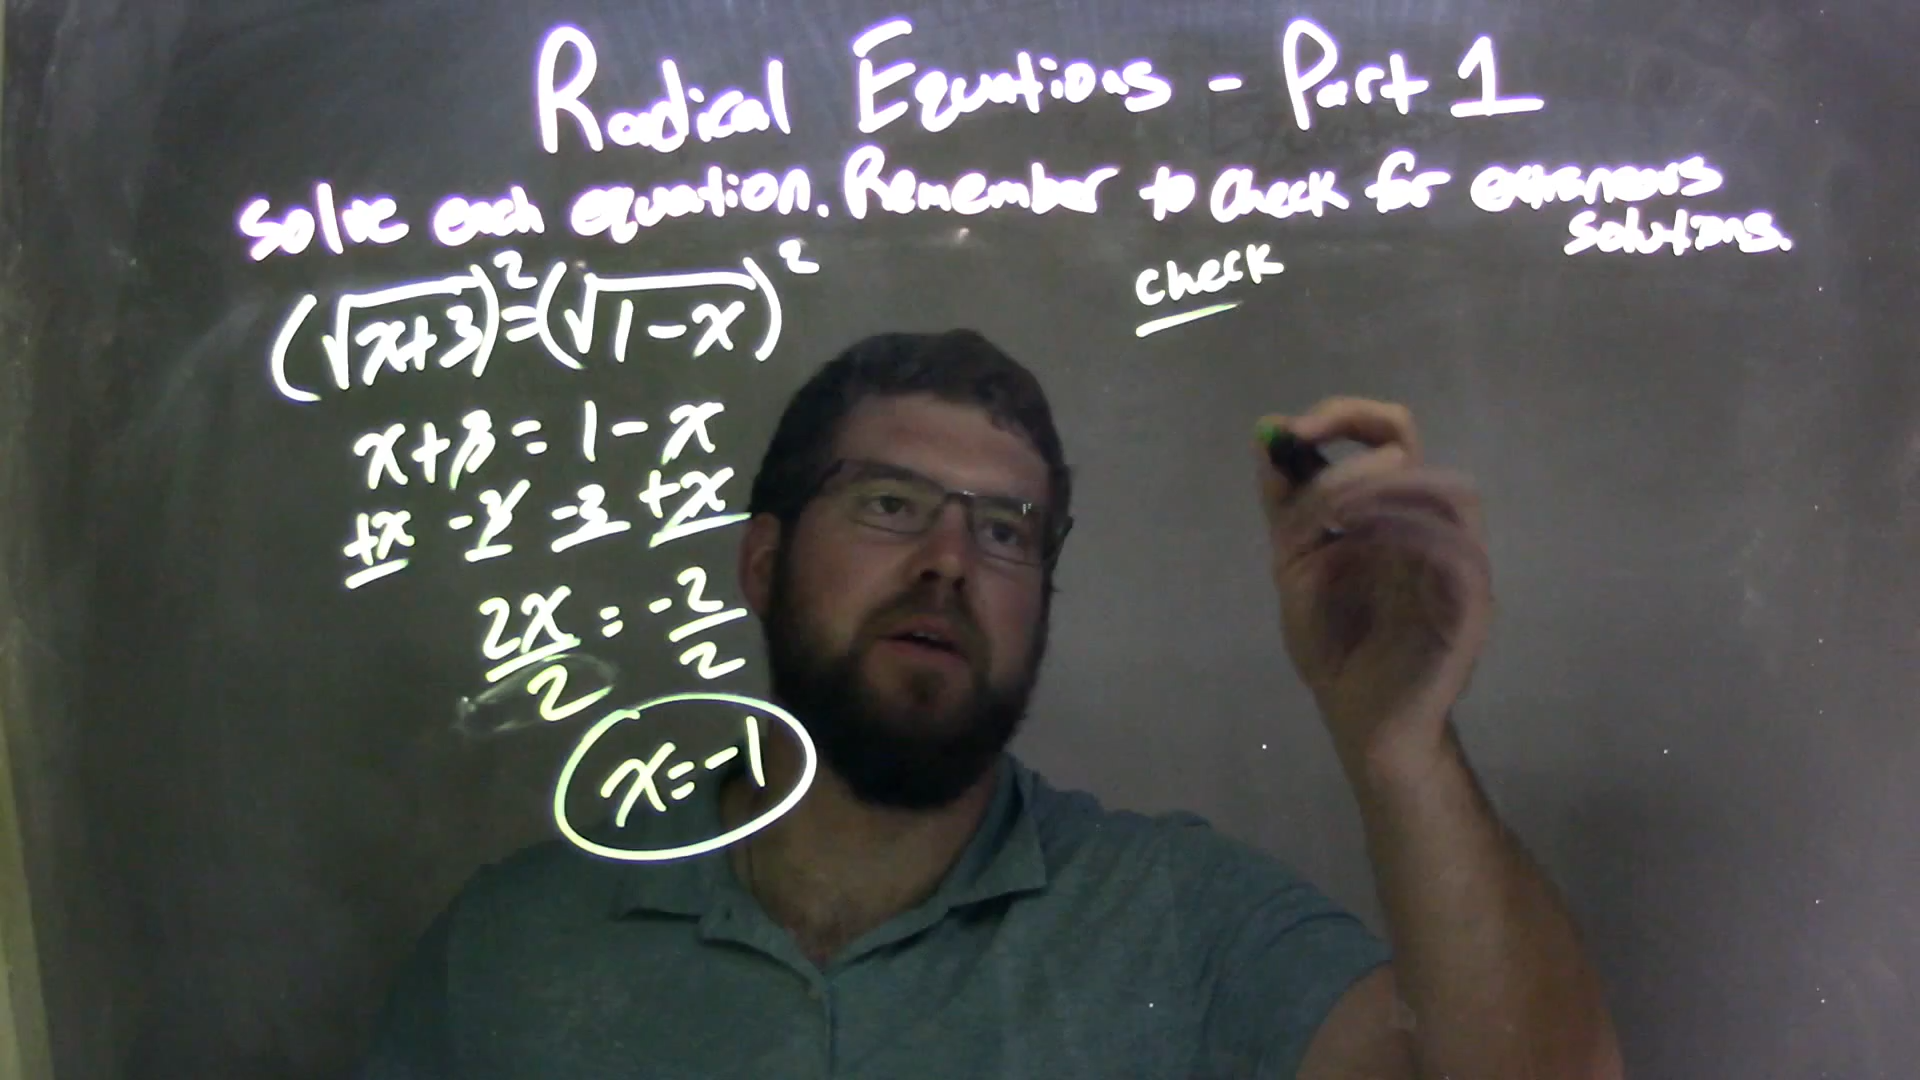 Radical Equations - Part 1
Solve each equation. Remember to check for extraneous
solutions.
(√x+3)²=(√1-x)²
check
x+3=1-x
+x -3 -3 +x
2x/2 = -2/2
x=-1